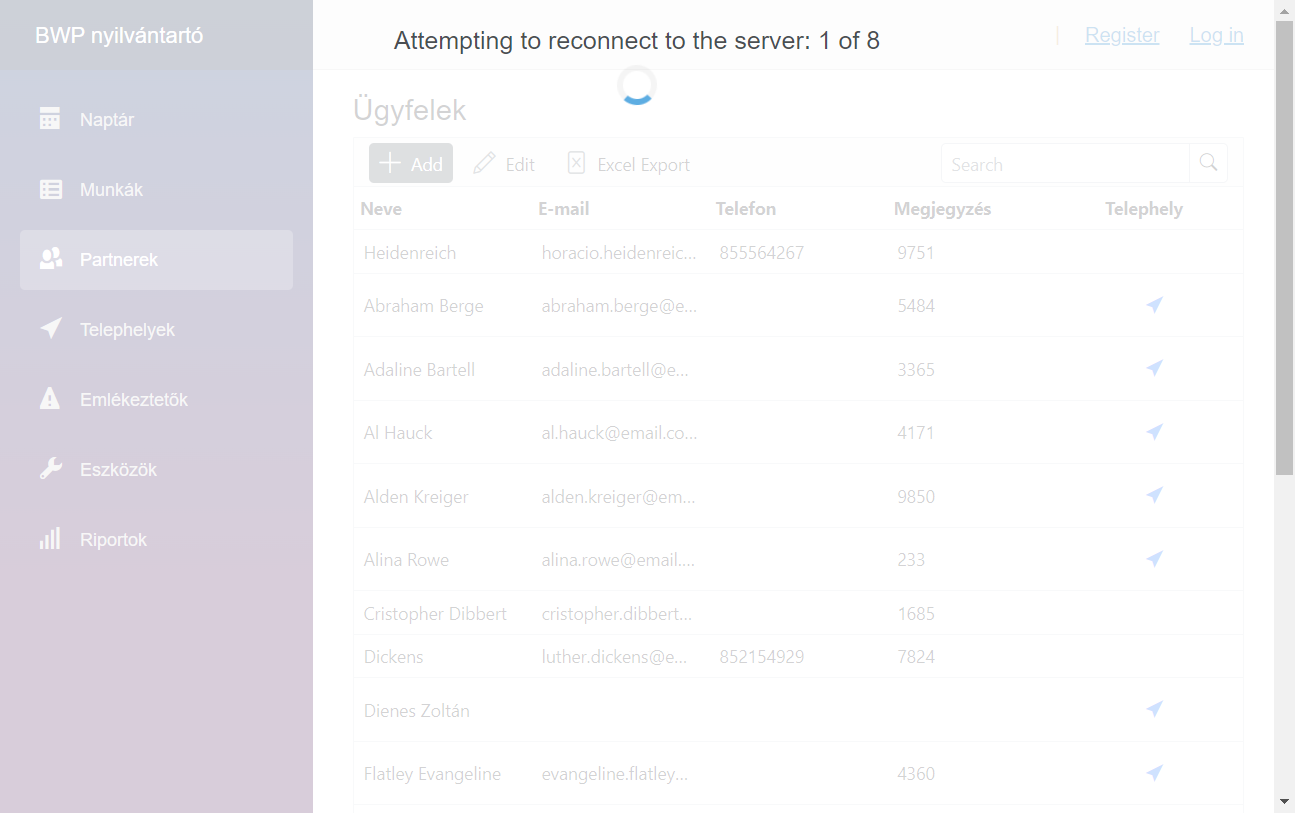 BWP nyilvántartó
Attempting to reconnect to the server: 1 of 8
Register
Log in
Naptár
Munkák
Partnerek
Telephelyek
Emlékeztetők
Eszközök
Riportok
Ügyfelek
Add Edit Excel Export Search
Neve E-mail Telefon Megjegyzés Telephely
Heidenreich horacio.heidenreic... 855564267 9751
Abraham Berge abraham.berge@e... 5484
Adaline Bartell adaline.bartell@e... 3365
Al Hauck al.hauck@email.co... 4171
Alden Kreiger alden.kreiger@em... 9850
Alina Rowe alina.rowe@email.... 233
Cristopher Dibbert cristopher.dibbert... 1685
Dickens luther.dickens@e... 852154929 7824
Dienes Zoltán
Flatley Evangeline evangeline.flatley... 4360